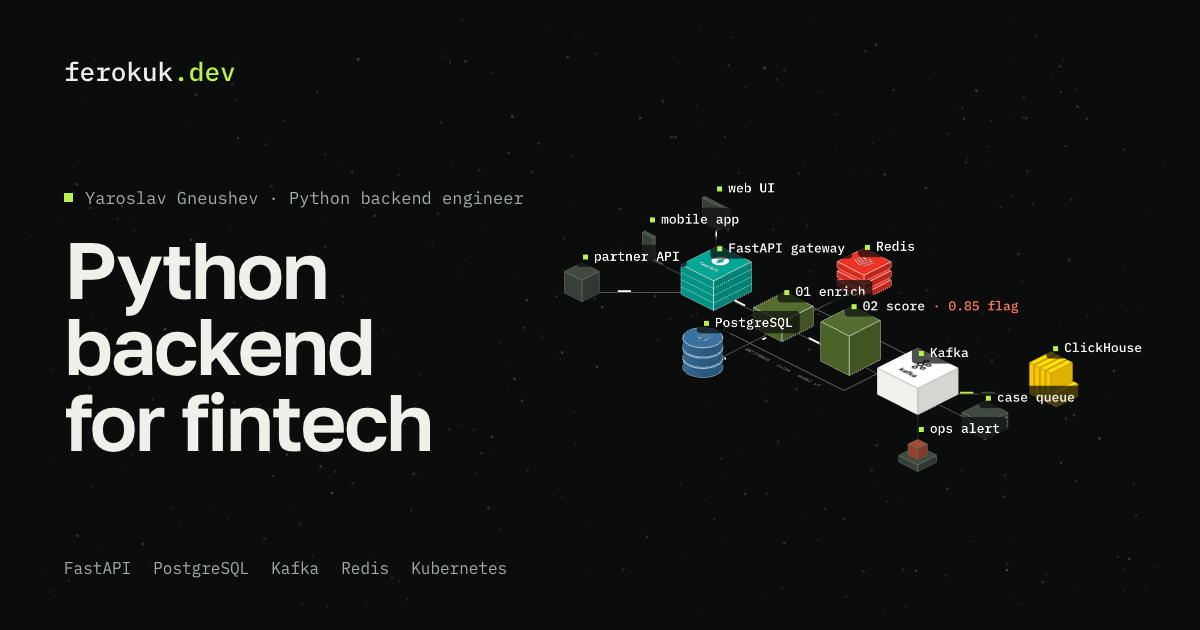 ferokuk.dev
Yaroslav Gneushev · Python backend engineer
Python
backend
for fintech
web UI
mobile app
FastAPI gateway
Redis
partner API
01 enrich
02 score · 0.85 flag
PostgreSQL
Kafka
kafka
ClickHouse
case queue
ops alert
FastAPI PostgreSQL Kafka Redis Kubernetes